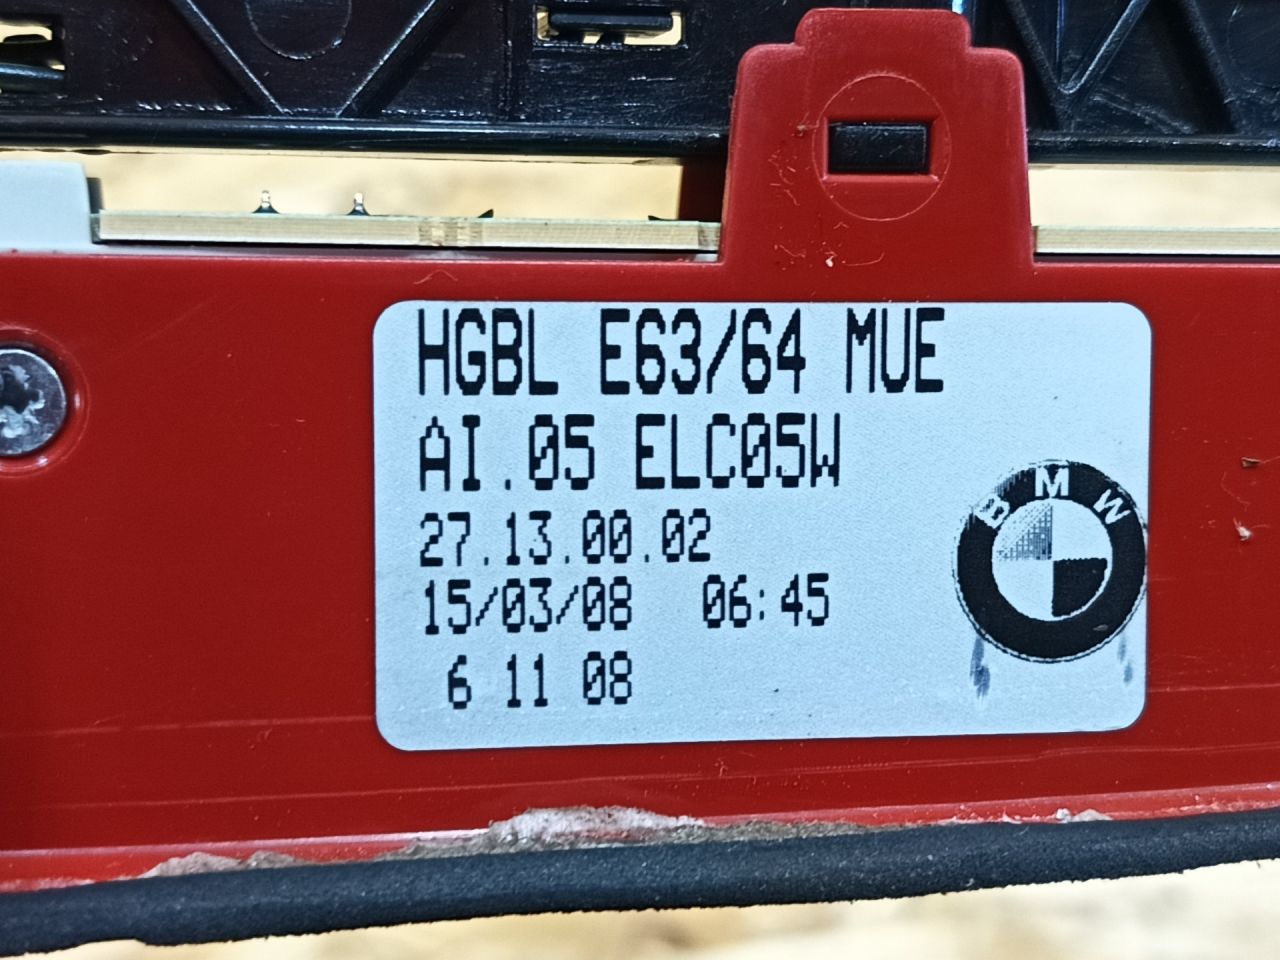 HGBL E63/64 MUE
AI.05 ELC05W
27.13.00.02
15/03/08 06:45
6 11 08
BMW